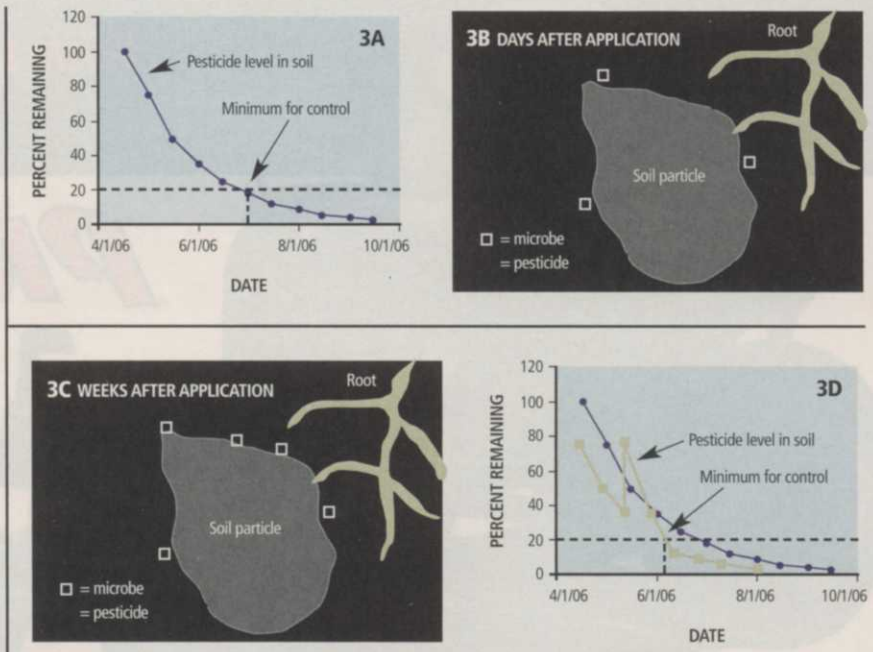 3A
120
100
80
60
40
20
0
PERCENT REMAINING
Pesticide level in soil
Minimum for control
4/1/06 6/1/06 8/1/06 10/1/06
DATE
3B DAYS AFTER APPLICATION
Root
Soil particle
= microbe
= pesticide
3C WEEKS AFTER APPLICATION
Root
Soil particle
= microbe
= pesticide
3D
120
100
80
60
40
20
0
PERCENT REMAINING
Pesticide level in soil
Minimum for control
4/1/06 6/1/06 8/1/06 10/1/06
DATE